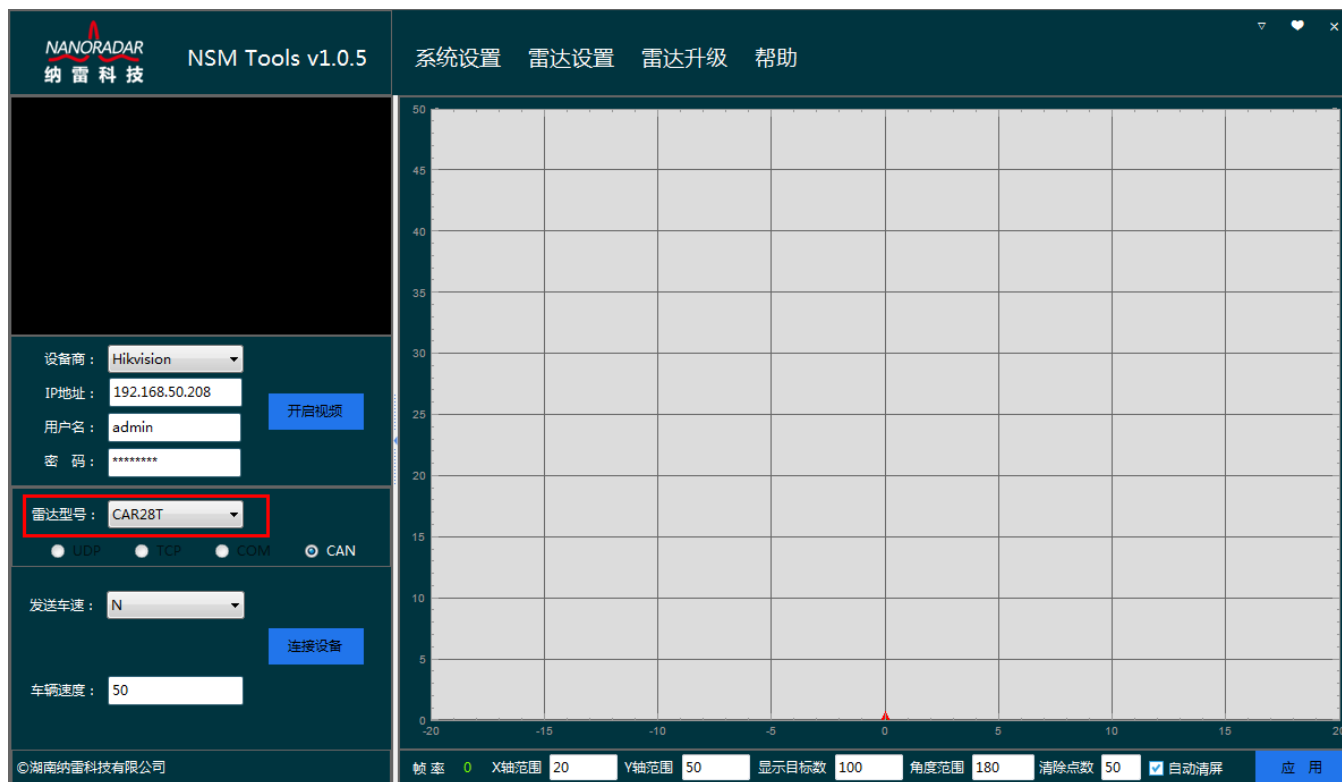 NANORADAR
纳雷科技
NSM Tools v1.0.5
系统设置 雷达设置 雷达升级 帮助
设备商： Hikvision
IP地址： 192.168.50.208
用户名： admin
密 码： ********
开启视频
雷达型号： CAR28T
UDP TCP COM CAN
发送车速： N
连接设备
车辆速度： 50
©湖南纳雷科技有限公司
50
45
40
35
30
25
20
15
10
5
0
-20 -15 -10 -5 0 5 10 15 20
帧率 0 X轴范围 20 Y轴范围 50 显示目标数 100 角度范围 180 清除点数 50 自动清屏 应 用